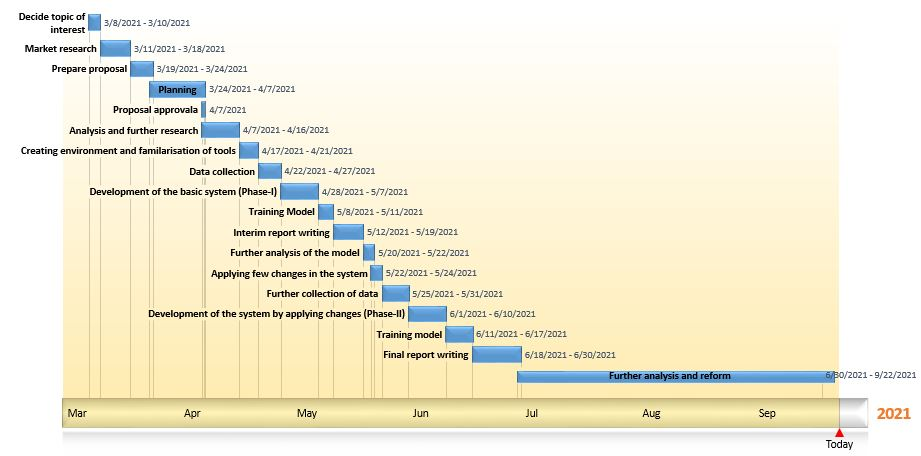 Decide topic of
interest
3/8/2021 - 3/10/2021
Market research 3/11/2021 - 3/18/2021
Prepare proposal 3/19/2021 - 3/24/2021
Planning 3/24/2021 - 4/7/2021
Proposal approvala 4/7/2021
Analysis and further research 4/7/2021 - 4/16/2021
Creating environment and familarisation of tools 4/17/2021 - 4/21/2021
Data collection 4/22/2021 - 4/27/2021
Development of the basic system (Phase-I) 4/28/2021 - 5/7/2021
Training Model 5/8/2021 - 5/11/2021
Interim report writing 5/12/2021 - 5/19/2021
Further analysis of the model 5/20/2021 - 5/22/2021
Applying few changes in the system 5/22/2021 - 5/24/2021
Further collection of data 5/25/2021 - 5/31/2021
Development of the system by applying changes (Phase-II) 6/1/2021 - 6/10/2021
Training model 6/11/2021 - 6/17/2021
Final report writing 6/18/2021 - 6/30/2021
Further analysis and reform 6/30/2021 - 9/22/2021
Mar Apr May Jun Jul Aug Sep 2021
Today